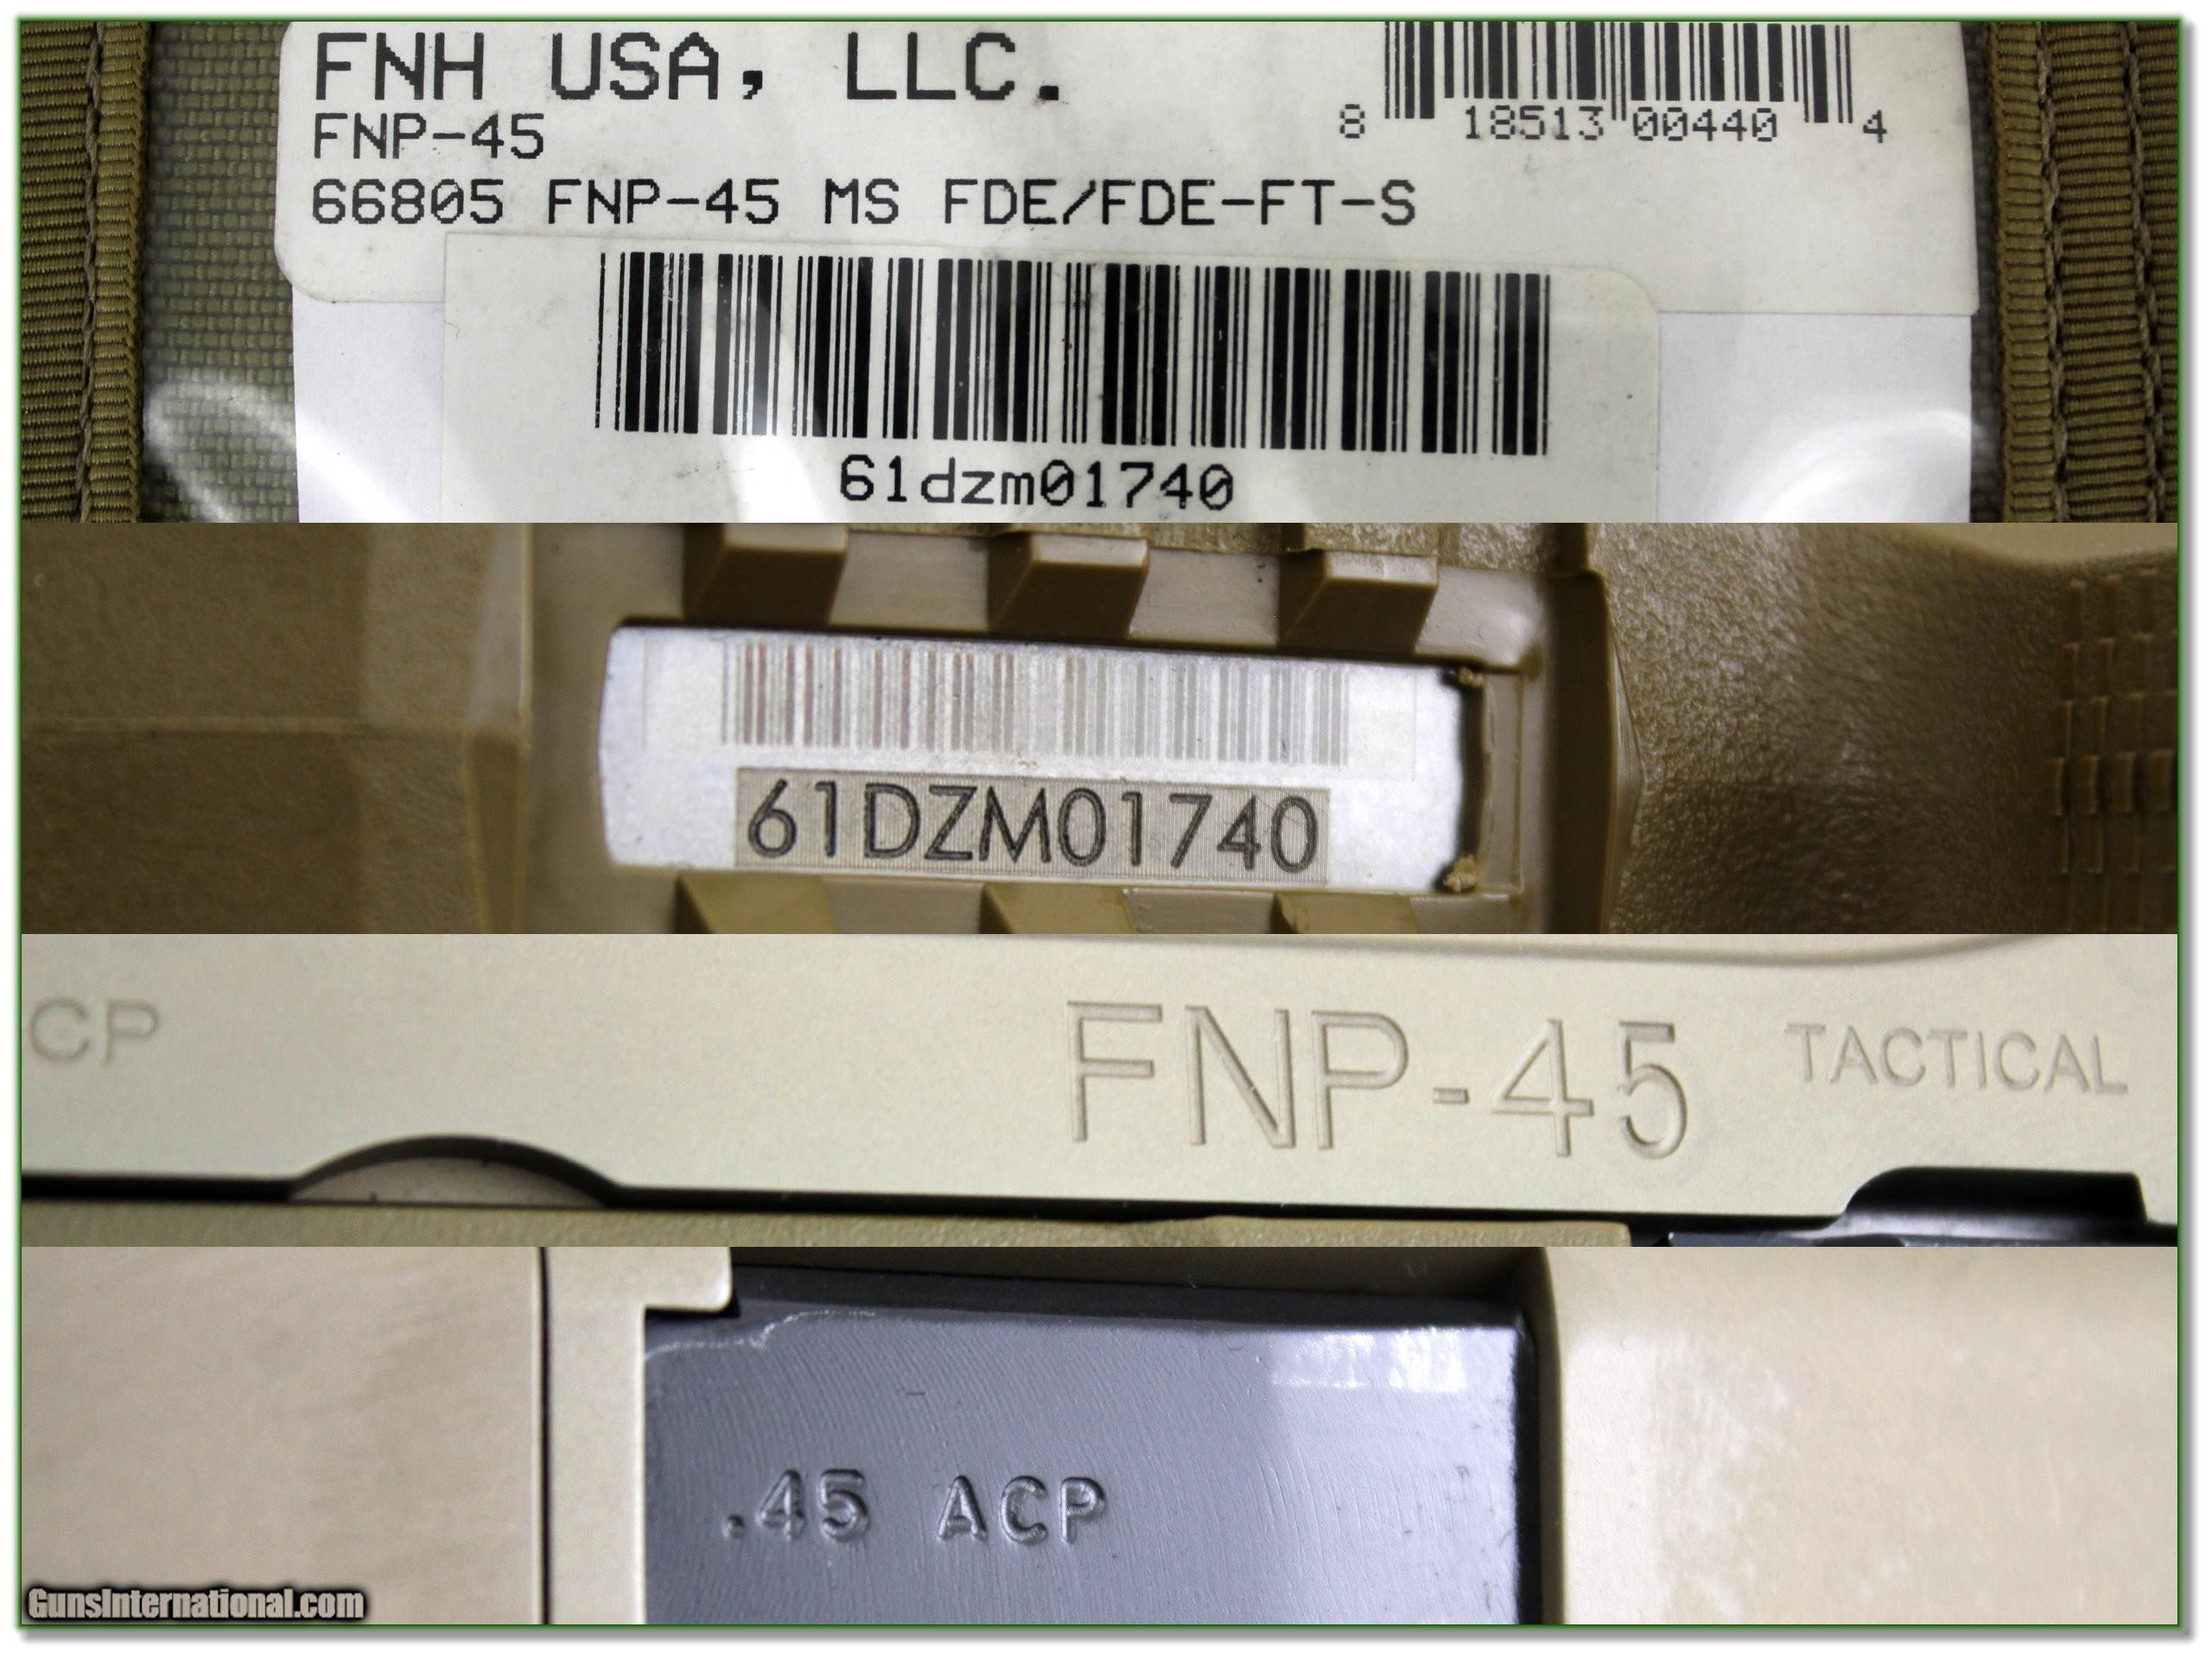 FNH USA, LLC.
8 18513 00440 4
FNP-45
66805 FNP-45 MS FDE/FDE-FT-S
61dzm01740
61DZM01740
CP
FNP-45 TACTICAL
.45 ACP
GunsInternational.com